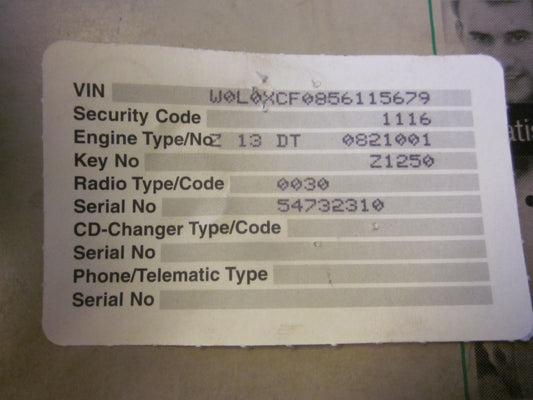 VIN W0L0XCF0856115679
Security Code 1116
Engine Type/No Z 13 DT 0821001
Key No Z1250
Radio Type/Code 0030
Serial No 54732310
CD-Changer Type/Code
Serial No
Phone/Telematic Type
Serial No